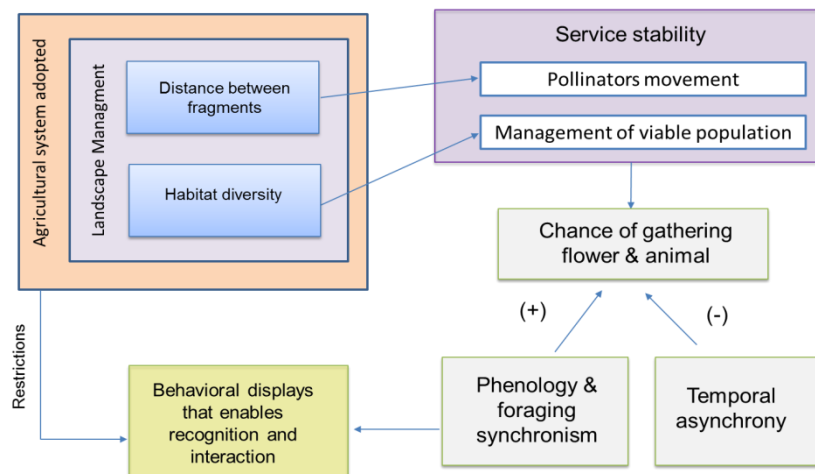 Agricultural system adopted
Landscape Managment
Distance between
fragments
Habitat diversity
Service stability
Pollinators movement
Management of viable population
Chance of gathering
flower & animal
(+)
(-)
Restrictions
Behavioral displays
that enables
recognition and
interaction
Phenology &
foraging
synchronism
Temporal
asynchrony